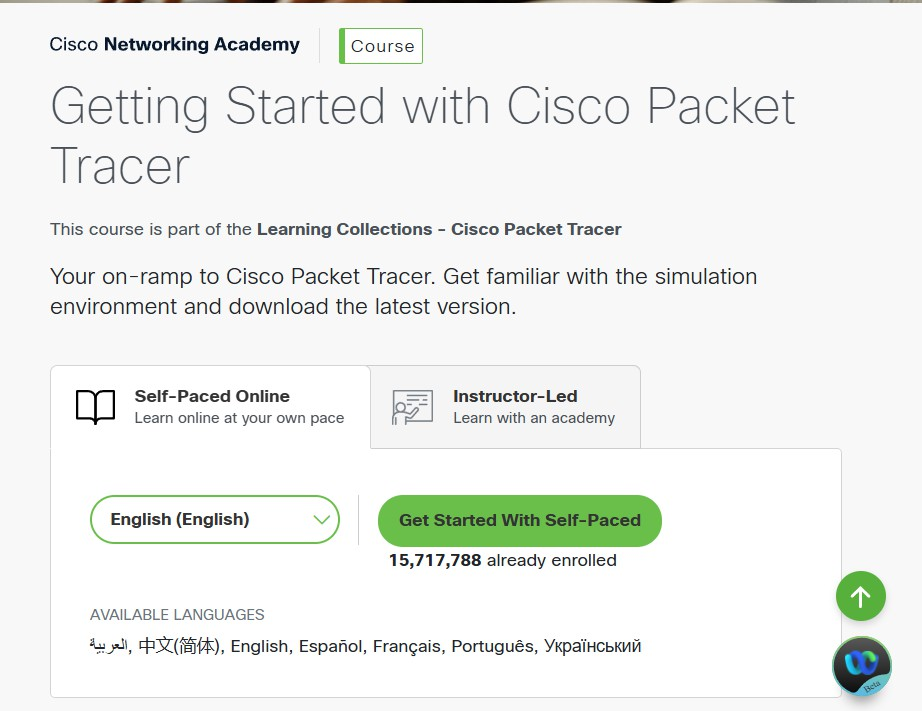 Cisco Networking Academy
Course
Getting Started with Cisco Packet
Tracer
This course is part of the Learning Collections - Cisco Packet Tracer
Your on-ramp to Cisco Packet Tracer. Get familiar with the simulation
environment and download the latest version.
Self-Paced Online
Learn online at your own pace
Instructor-Led
Learn with an academy
English (English)
Get Started With Self-Paced
15,717,788 already enrolled
AVAILABLE LANGUAGES
العربية, 中文(简体), English, Español, Français, Português, Український
Beta